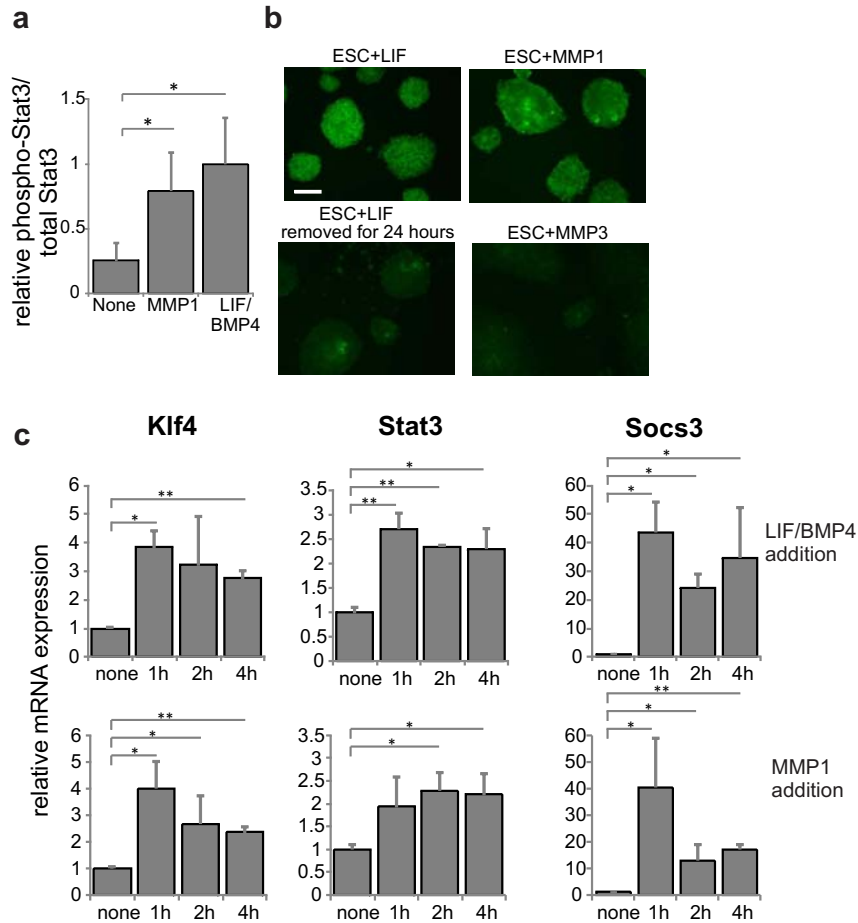 a
relative phospho-Stat3/
total Stat3
1.5
1
0.5
0
*
*
None
MMP1
LIF/
BMP4
b
ESC+LIF
ESC+MMP1
ESC+LIF
removed for 24 hours
ESC+MMP3
c
relative mRNA expression
Klf4
Stat3
Socs3
6
5
4
3
2
1
0
**
*
none 1h 2h 4h
3.5
3
2.5
2
1.5
1
0.5
0
*
**
**
none 1h 2h 4h
60
50
40
30
20
10
0
*
*
*
none 1h 2h 4h
LIF/BMP4
addition
6
5
4
3
2
1
0
**
*
*
none 1h 2h 4h
3.5
3
2.5
2
1.5
1
0.5
0
*
*
none 1h 2h 4h
60
50
40
30
20
10
0
**
*
*
none 1h 2h 4h
MMP1
addition